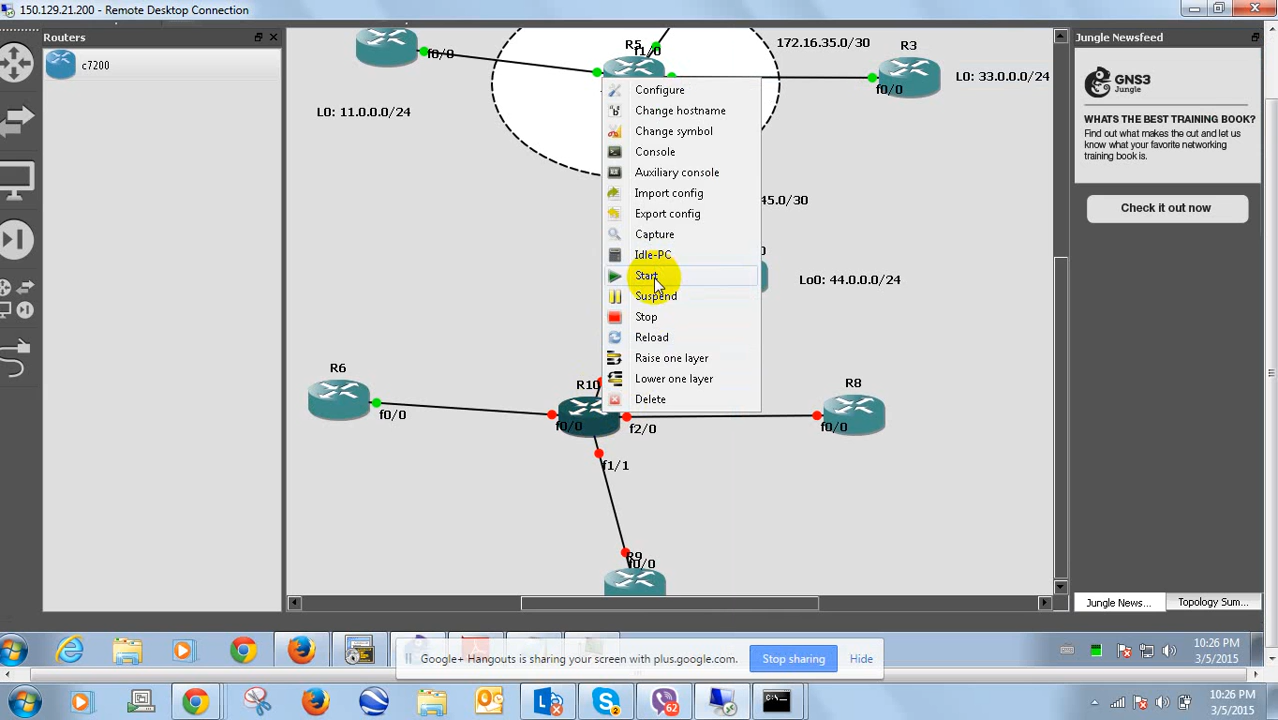 150.129.21.200 - Remote Desktop Connection
Routers
c7200
R5
f1/0
172.16.35.0/30
R3
f0/0
f0/0
L0: 33.0.0.0/24
L0: 11.0.0.0/24
Configure
Change hostname
Change symbol
Console
Auxiliary console
Import config
Export config
Capture
Idle-PC
Start
Suspend
Stop
Reload
Raise one layer
Lower one layer
Delete
45.0/30
Lo0: 44.0.0.0/24
R6
f0/0
R10
f0/0
f2/0
f1/1
R8
f0/0
R9
f0/0
Jungle Newsfeed
GNS3
Jungle
WHATS THE BEST TRAINING BOOK?
Find out what makes the cut and let us
know what your favorite networking
training book is.
Check it out now
Jungle News...
Topology Sum...
Google+ Hangouts is sharing your screen with plus.google.com.
Stop sharing
Hide
10:26 PM
3/5/2015
2
62
10:26 PM
3/5/2015